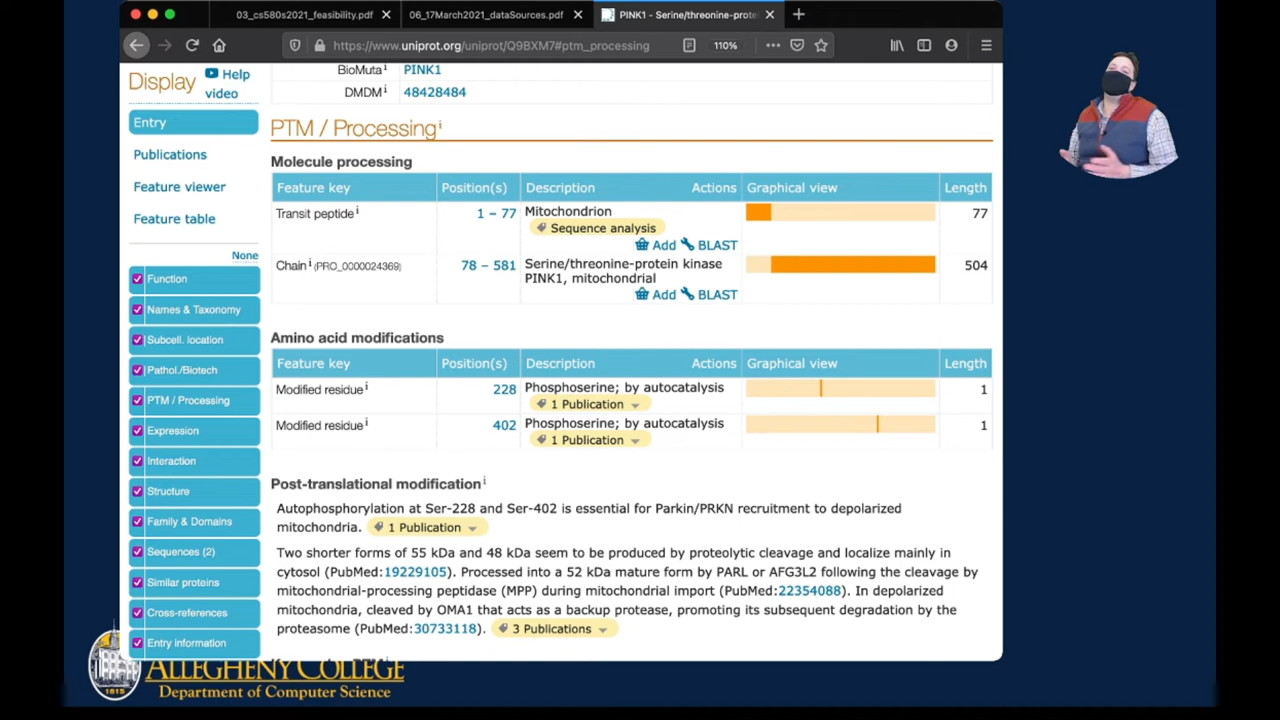 03_cs580s2021_feasibility.pdf
06_17March2021_dataSources.pdf
PINK1 - Serine/threonine-prote
https://www.uniprot.org/uniprot/Q9BXM7#ptm_processing
110%
Display
Help
video
Entry
Publications
Feature viewer
Feature table
None
Function
Names & Taxonomy
Subcell. location
Pathol./Biotech
PTM / Processing
Expression
Interaction
Structure
Family & Domains
Sequences (2)
Similar proteins
Cross-references
Entry information
BioMuta i PINK1
DMDM i 48428484
PTM / Processing i
Molecule processing
Feature key Position(s) Description Actions Graphical view Length
Transit peptide i 1 – 77 Mitochondrion 77
Sequence analysis
Add BLAST
Chain i (PRO_0000024369) 78 – 581 Serine/threonine-protein kinase 504
PINK1, mitochondrial
Add BLAST
Amino acid modifications
Feature key Position(s) Description Actions Graphical view Length
Modified residue i 228 Phosphoserine; by autocatalysis 1
1 Publication
Modified residue i 402 Phosphoserine; by autocatalysis 1
1 Publication
Post-translational modification i
Autophosphorylation at Ser-228 and Ser-402 is essential for Parkin/PRKN recruitment to depolarized
mitochondria. 1 Publication
Two shorter forms of 55 kDa and 48 kDa seem to be produced by proteolytic cleavage and localize mainly in
cytosol (PubMed:19229105). Processed into a 52 kDa mature form by PARL or AFG3L2 following the cleavage by
mitochondrial-processing peptidase (MPP) during mitochondrial import (PubMed:22354088). In depolarized
mitochondria, cleaved by OMA1 that acts as a backup protease, promoting its subsequent degradation by the
proteasome (PubMed:30733118). 3 Publications
1815
ALLEGHENY COLLEGE
Department of Computer Science